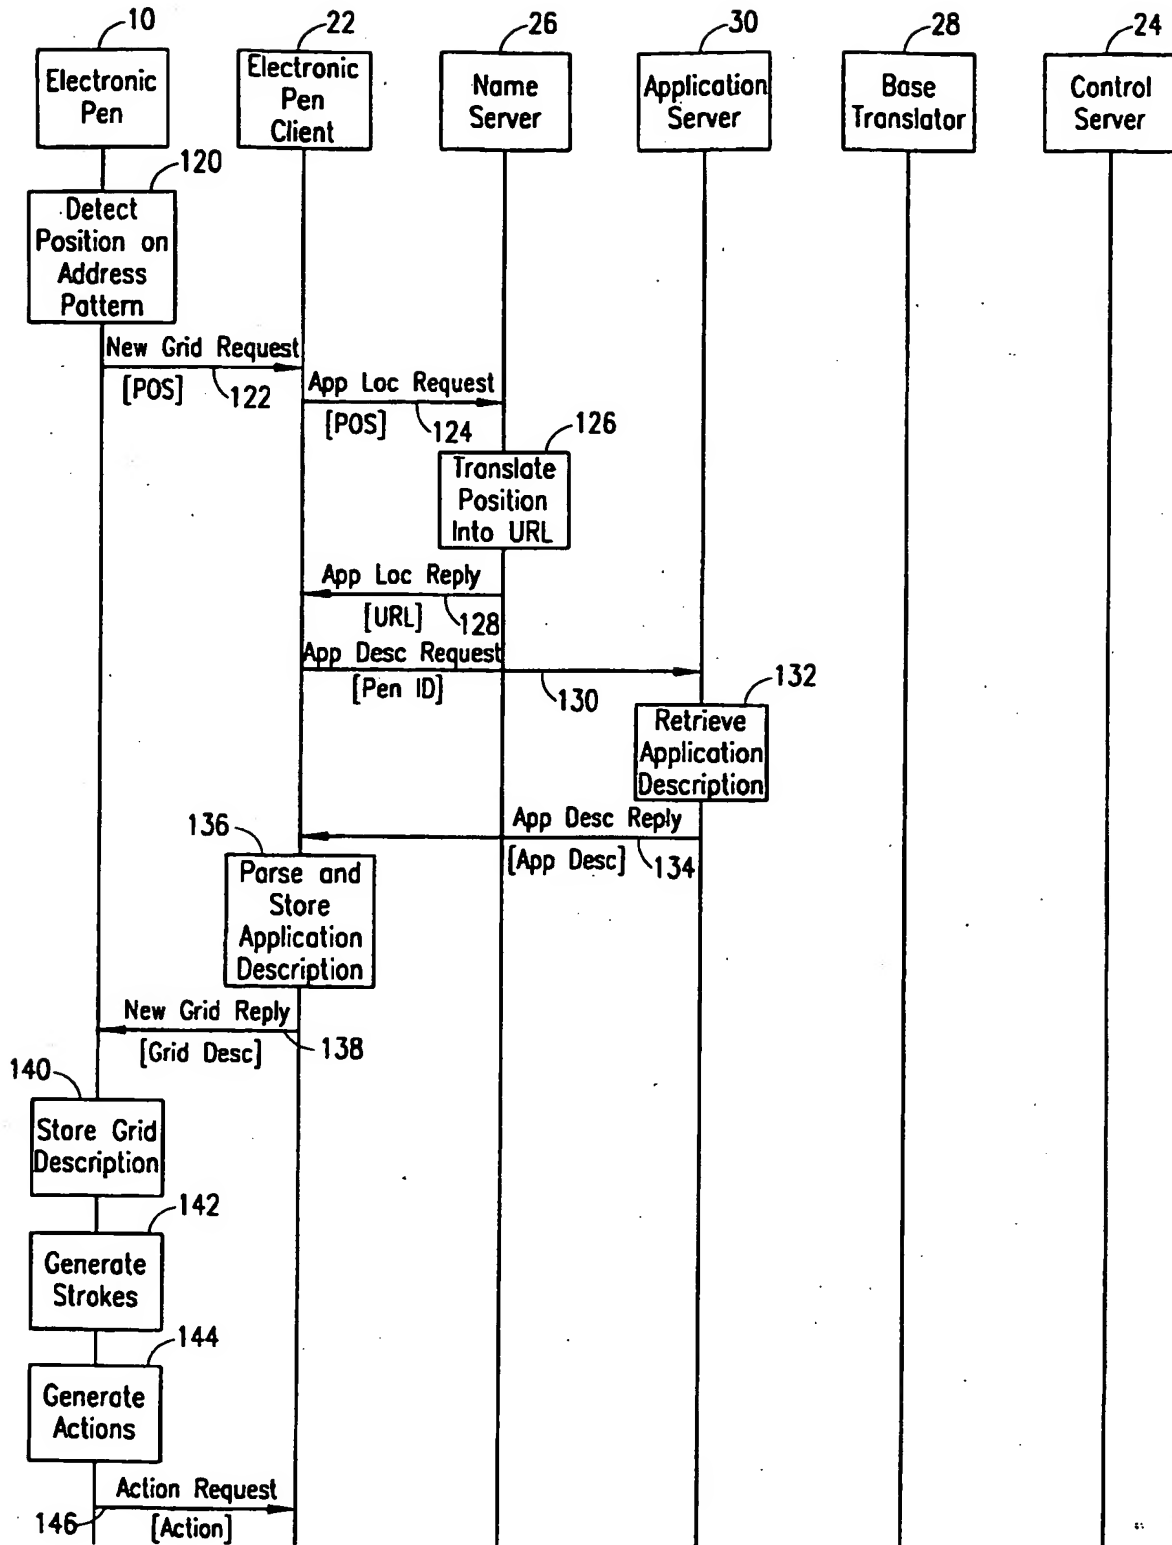 10
22
26
30
28
24
Electronic
Pen
Electronic
Pen
Client
Name
Server
Application
Server
Base
Translator
Control
Server
120
Detect
Position on
Address
Pattern
New Grid Request
[POS]
122
App Loc Request
[POS]
124
126
Translate
Position
Into URL
App Loc Reply
[URL]
128
App Desc Request
[Pen ID]
130
132
Retrieve
Application
Description
App Desc Reply
[App Desc]
134
136
Parse and
Store
Application
Description
New Grid Reply
[Grid Desc]
138
140
Store Grid
Description
142
Generate
Strokes
144
Generate
Actions
Action Request
146
[Action]